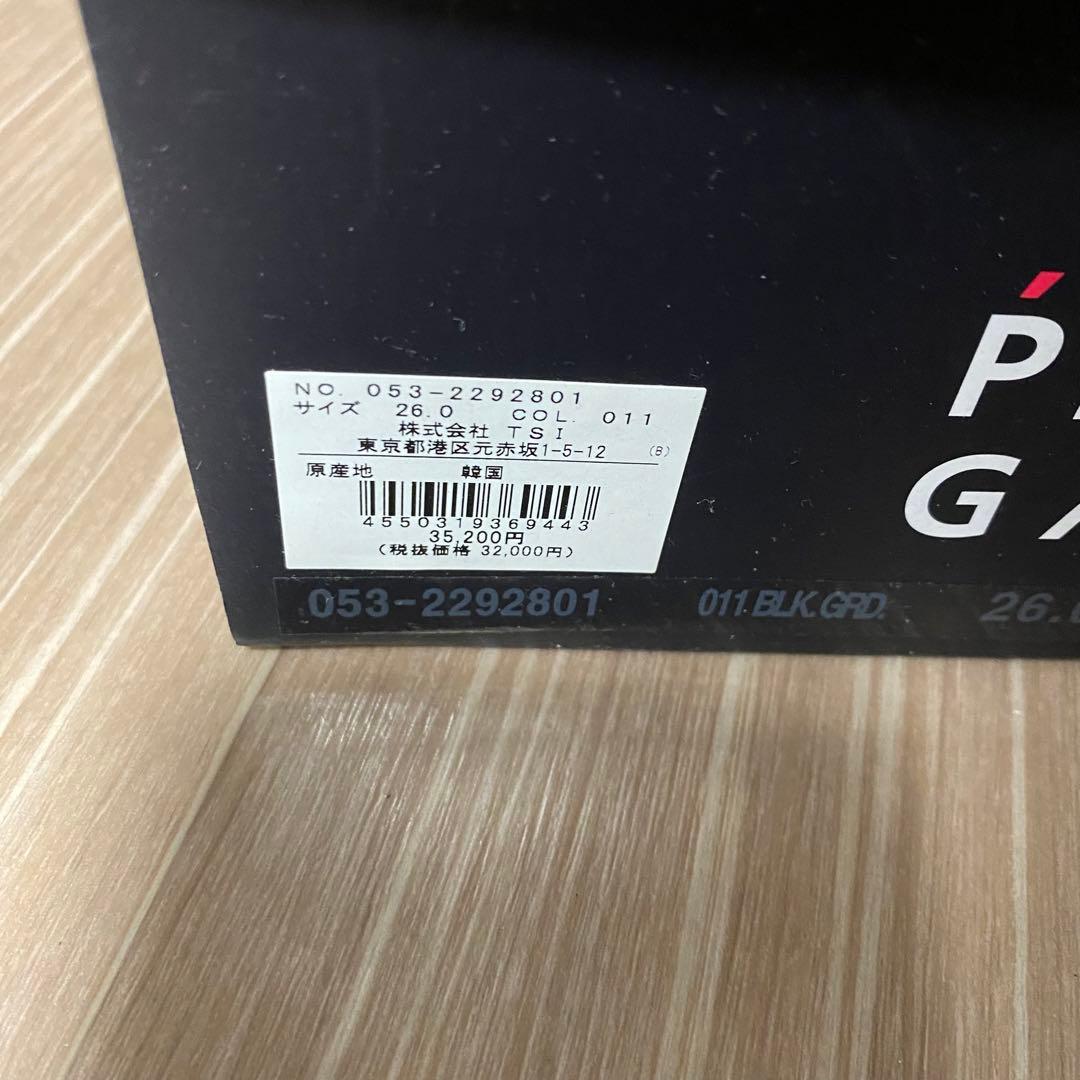 P
G
NO. 053-2292801
サイズ 26.0 COL. 011
株式会社 TSI
東京都港区元赤坂1-5-12 (B)
原産地 韓国
4550319369443
35,200円
(税抜価格 32,000円)
053-2292801 011.BLK.GRD. 26.